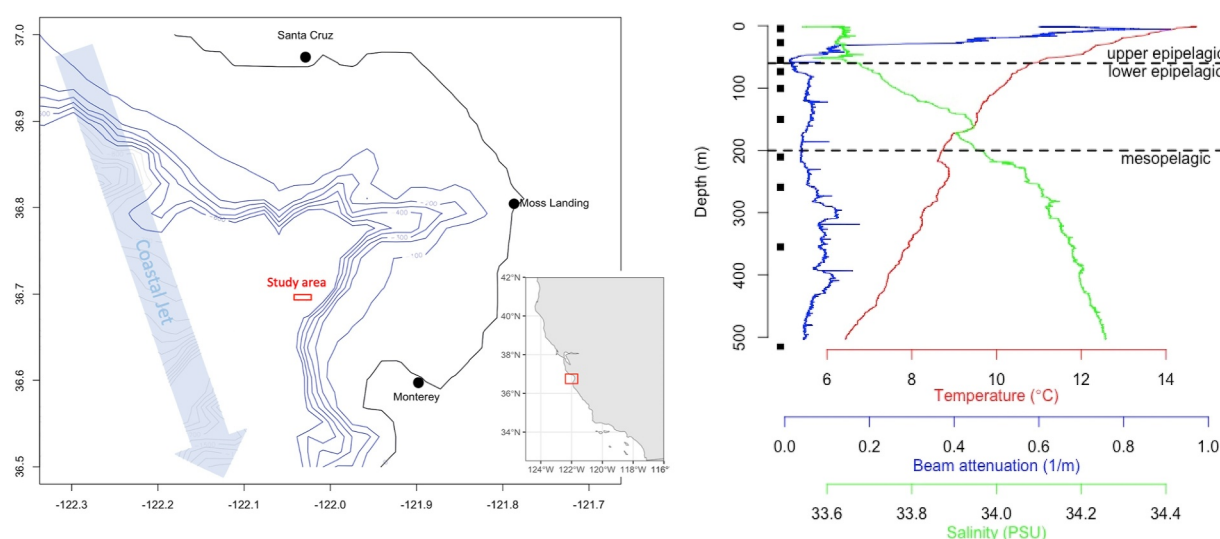 37.0
36.9
36.8
36.7
36.6
36.5
-122.3
-122.2
-122.1
-122.0
-121.9
-121.8
-121.7
Santa Cruz
Moss Landing
Monterey
Study area
Coastal Jet
-200
-400
-100
42°N
40°N
38°N
36°N
34°N
124°W
122°W
120°W
118°W
116°
0
100
200
300
400
500
Depth (m)
upper epipelagic
lower epipelagic
mesopelagic
6
8
10
12
14
Temperature (°C)
0.0
0.2
0.4
0.6
0.8
1.0
Beam attenuation (1/m)
33.6
33.8
34.0
34.2
34.4
Salinity (PSU)